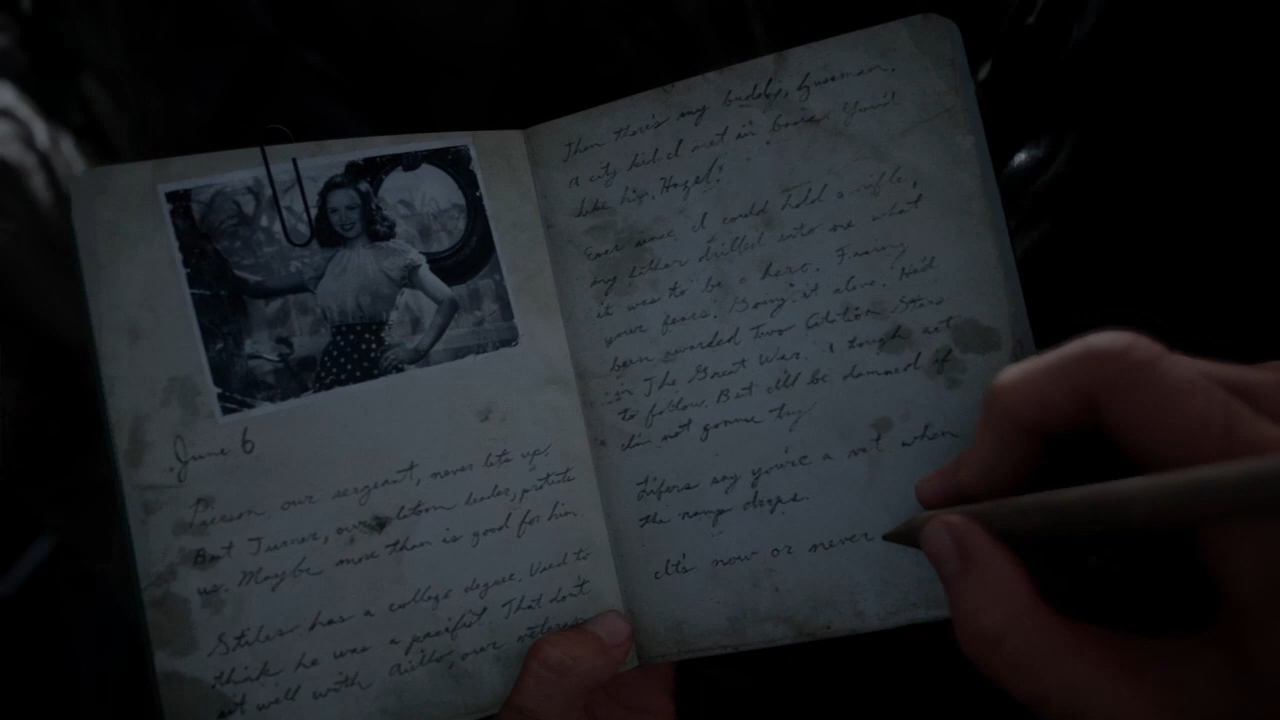 June 6
Pierson our sergeant, never lets up.
But Turner, our platoon leader, protects
us. Maybe more than is good for him.
Stiles has a college degree. Used to
think he was a pacifist. That don't
sit well with Aiello, our veteran
Then there's my buddy, Zussman,
A city kid I met in basic. You'd
like him, Hazel!
Ever since I could hold a rifle,
my father drilled into me what
it was to be a hero. Facing
your fears. Doing it alone. He'd
been awarded Two Citation Stars
in The Great War. A tough act
to follow. But I'll be damned if
I'm not gonna try
Lifers say you're a vet when
the ramp drops.
It's now or never